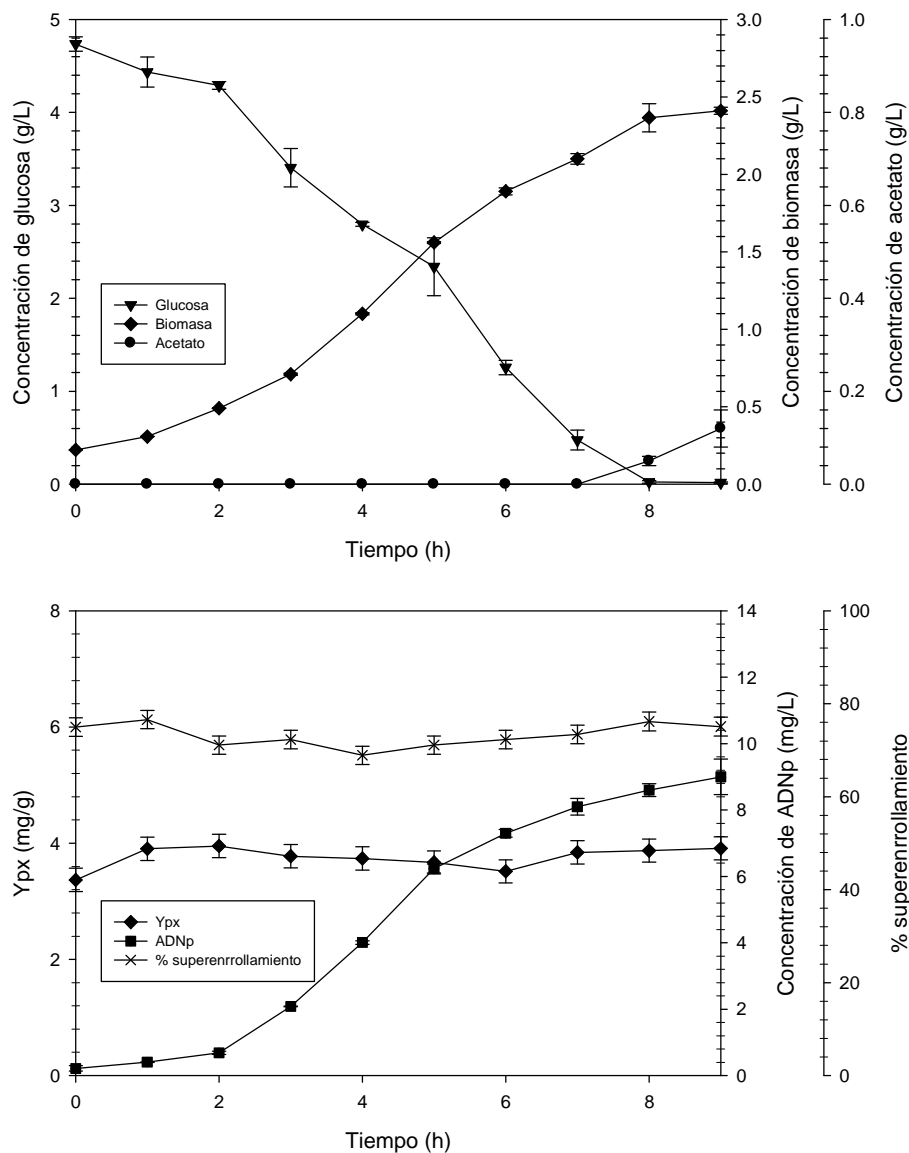 Concentración de glucosa (g/L)
5
4
3
2
1
0
Glucosa
Biomasa
Acetato
3.0
2.5
2.0
1.5
1.0
0.5
0.0
Concentración de biomasa (g/L)
1.0
0.8
0.6
0.4
0.2
0.0
Concentración de acetato (g/L)
0 2 4 6 8
Tiempo (h)
Ypx (mg/g)
8
6
4
2
0
Ypx
ADNp
% superenrrollamiento
14
12
10
8
6
4
2
0
Concentración de ADNp (mg/L)
100
80
60
40
20
0
% superenrollamiento
0 2 4 6 8
Tiempo (h)